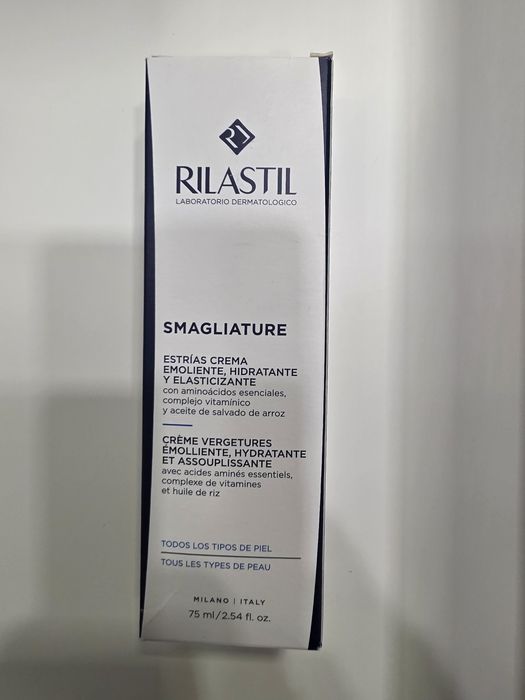 RILASTIL
LABORATORIO DERMATOLOGICO
SMAGLIATURE
ESTRÍAS CREMA
EMOLIENTE, HIDRATANTE
Y ELASTICIZANTE
con aminoácidos esenciales,
complejo vitamínico
y aceite de salvado de arroz
CRÈME VERGETURES
ÉMOLLIENTE, HYDRATANTE
ET ASSOUPLISSANTE
avec acides aminés essentiels,
complexe de vitamines
et huile de riz
TODOS LOS TIPOS DE PIEL
TOUS LES TYPES DE PEAU
MILANO | ITALY
75 ml/2.54 fl. oz.